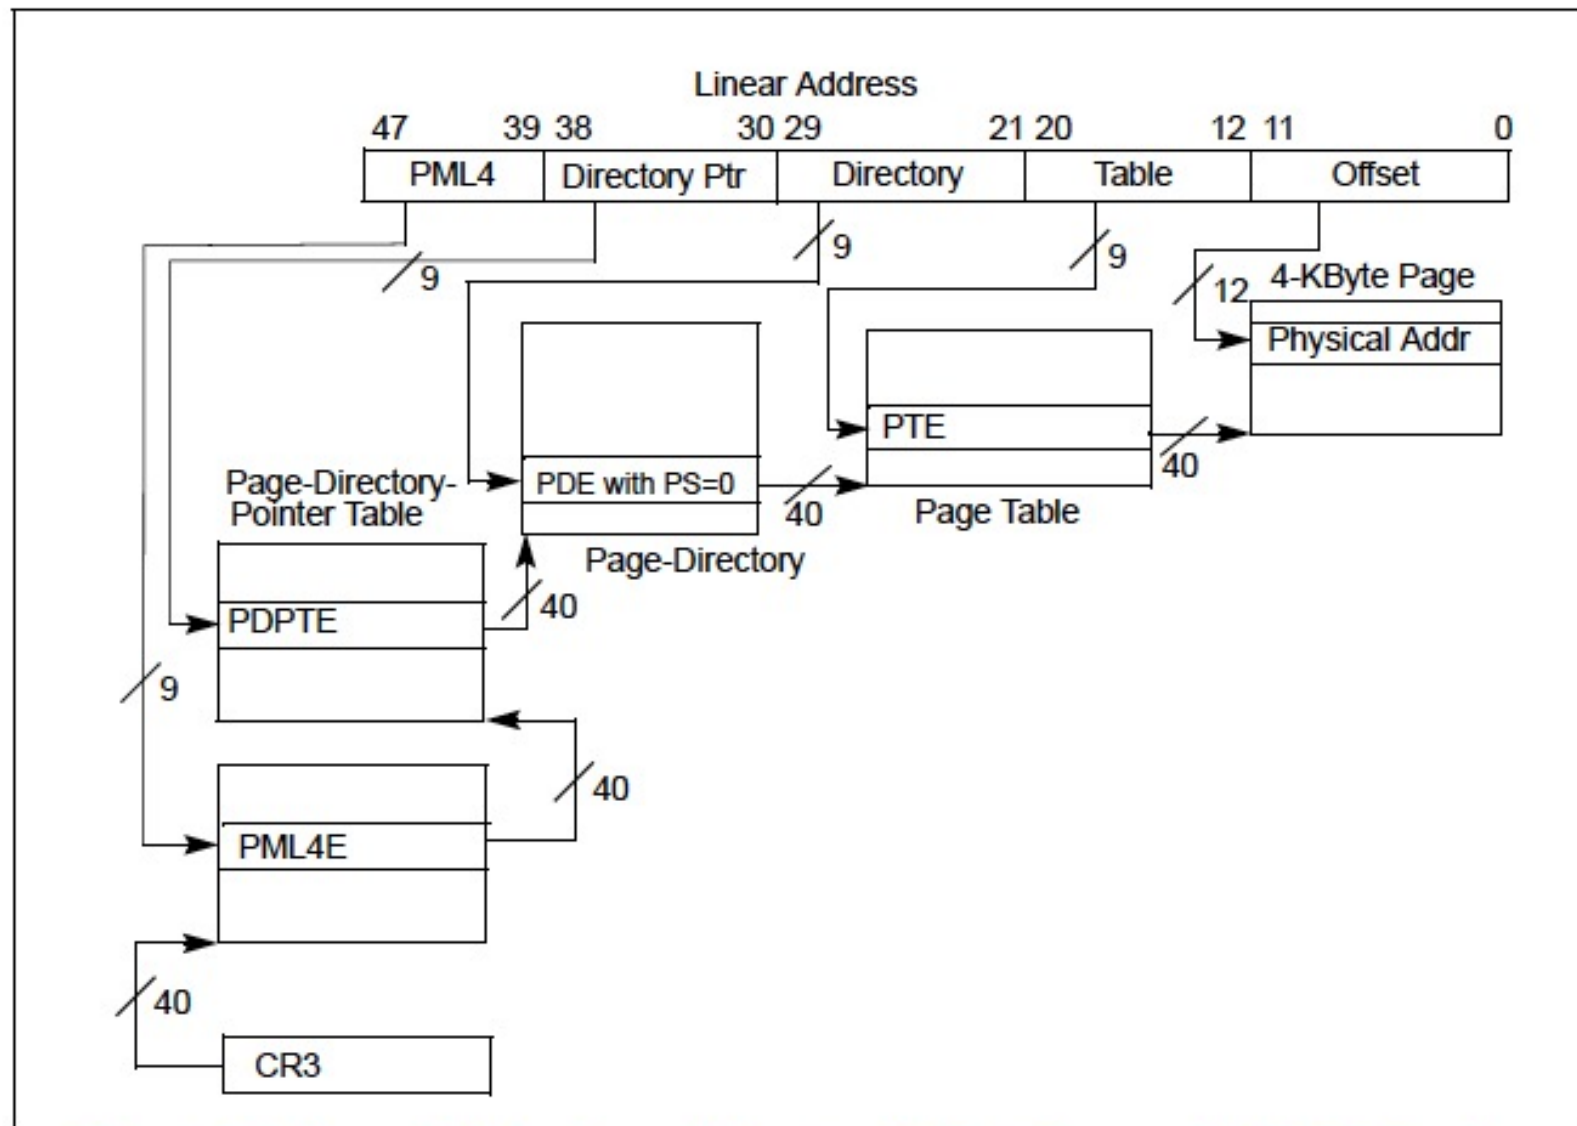 Linear Address
47 39 38 30 29 21 20 12 11 0
PML4 Directory Ptr Directory Table Offset
9 9 9 12
4-KByte Page
Physical Addr
PTE
40
PDE with PS=0
40
Page Table
Page-Directory-
Pointer Table
Page-Directory
40
PDPTE
9
40
PML4E
40
CR3